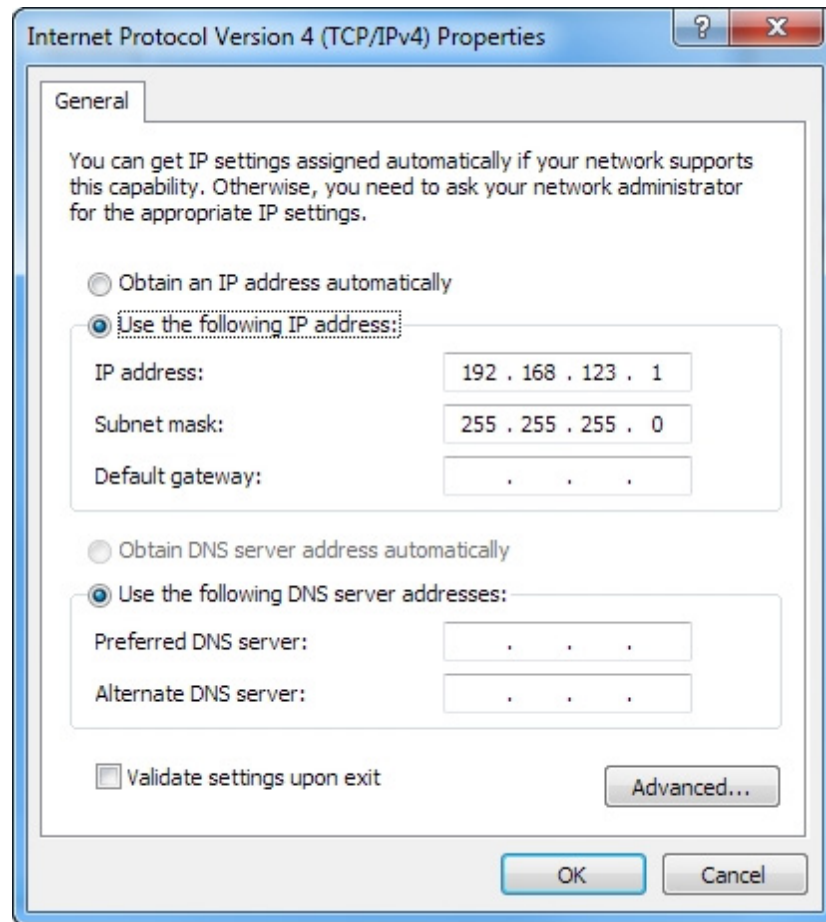 Internet Protocol Version 4 (TCP/IPv4) Properties
?
X
General
You can get IP settings assigned automatically if your network supports
this capability. Otherwise, you need to ask your network administrator
for the appropriate IP settings.
Obtain an IP address automatically
Use the following IP address:
IP address: 192 . 168 . 123 . 1
Subnet mask: 255 . 255 . 255 . 0
Default gateway: . . .
Obtain DNS server address automatically
Use the following DNS server addresses:
Preferred DNS server: . . .
Alternate DNS server: . . .
Validate settings upon exit
Advanced...
OK Cancel